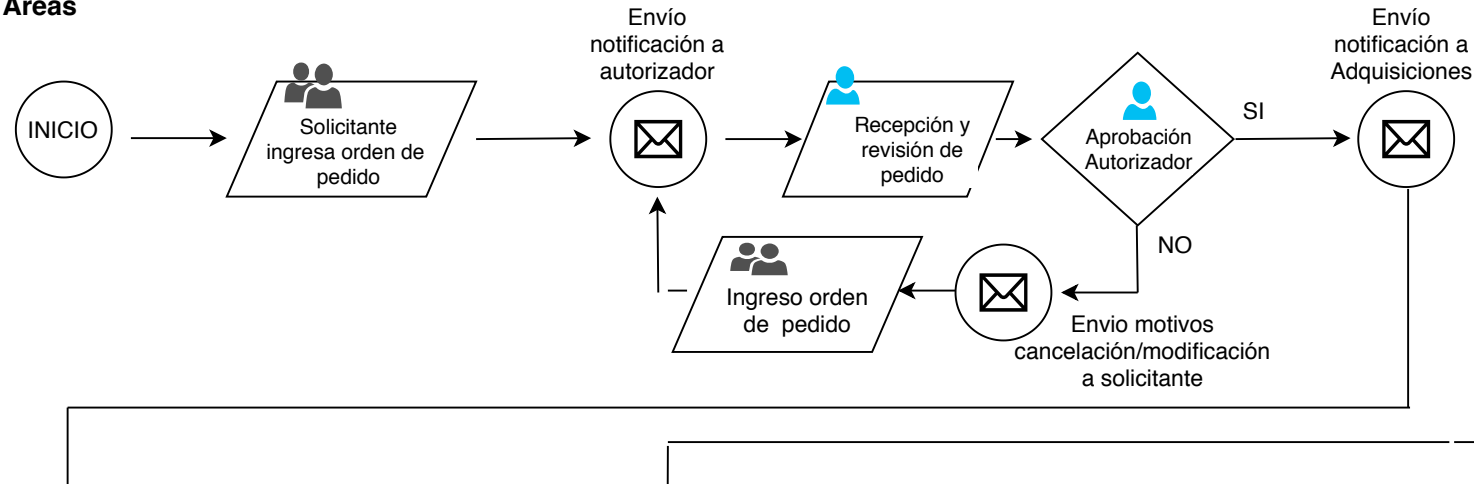 Áreas
INICIO
Solicitante
ingresa orden de
pedido
Envío
notificación a
autorizador
Recepción y
revisión de
pedido
Aprobación
Autorizador
SI
Envío
notificación a
Adquisiciones
NO
Envio motivos
cancelación/modificación
a solicitante
Ingreso orden
de pedido